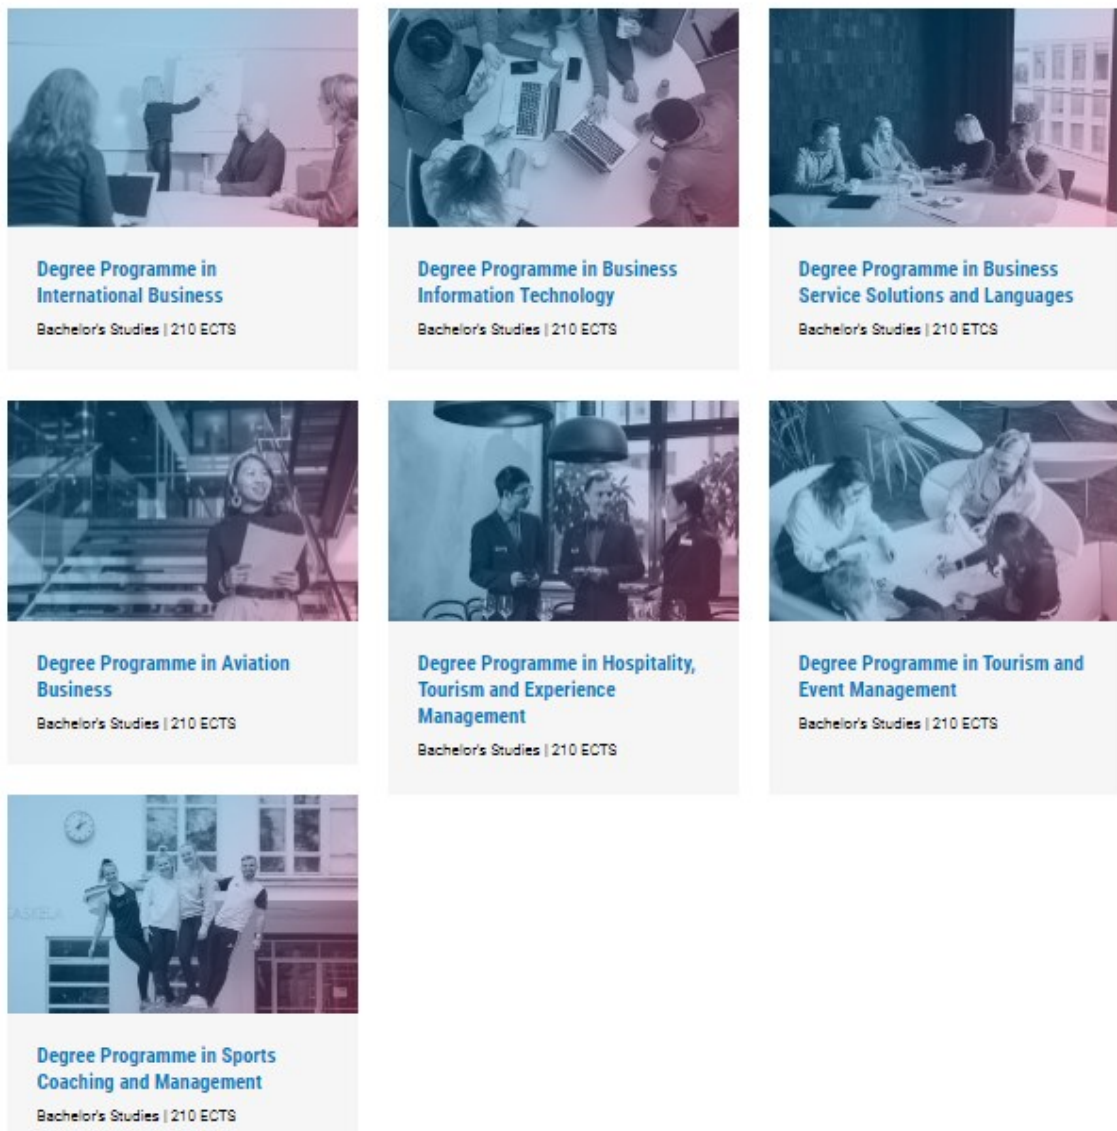 Degree Programme in
International Business
Bachelor's Studies | 210 ECTS
Degree Programme in Business
Information Technology
Bachelor's Studies | 210 ECTS
Degree Programme in Business
Service Solutions and Languages
Bachelor's Studies | 210 ETCS
Degree Programme in Aviation
Business
Bachelor's Studies | 210 ECTS
Degree Programme in Hospitality,
Tourism and Experience
Management
Bachelor's Studies | 210 ECTS
Degree Programme in Tourism and
Event Management
Bachelor's Studies | 210 ECTS
Degree Programme in Sports
Coaching and Management
Bachelor's Studies | 210 ECTS